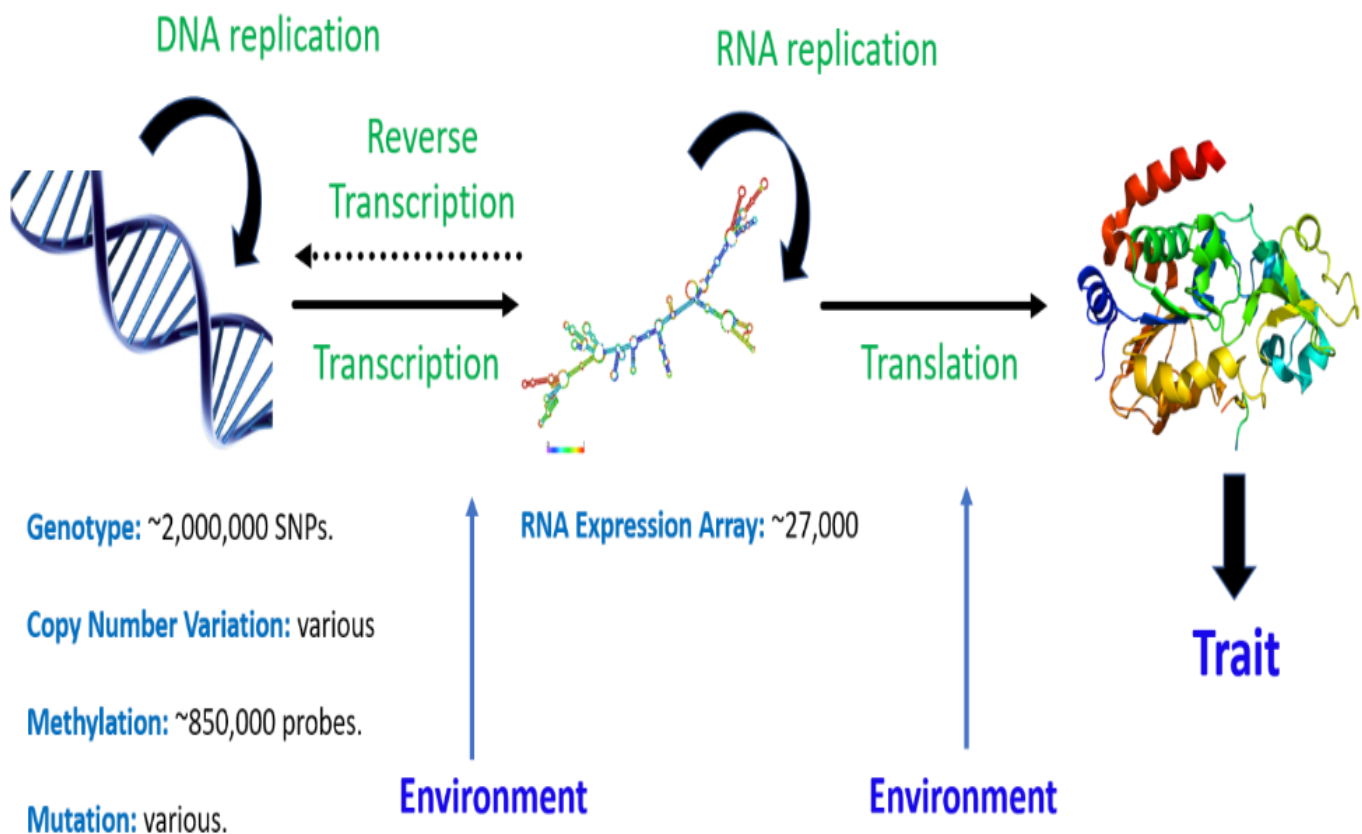 DNA replication
RNA replication
Reverse
Transcription
Transcription
Translation
Genotype: ~2,000,000 SNPs.
RNA Expression Array: ~27,000
Copy Number Variation: various
Trait
Methylation: ~850,000 probes.
Environment
Environment
Mutation: various.